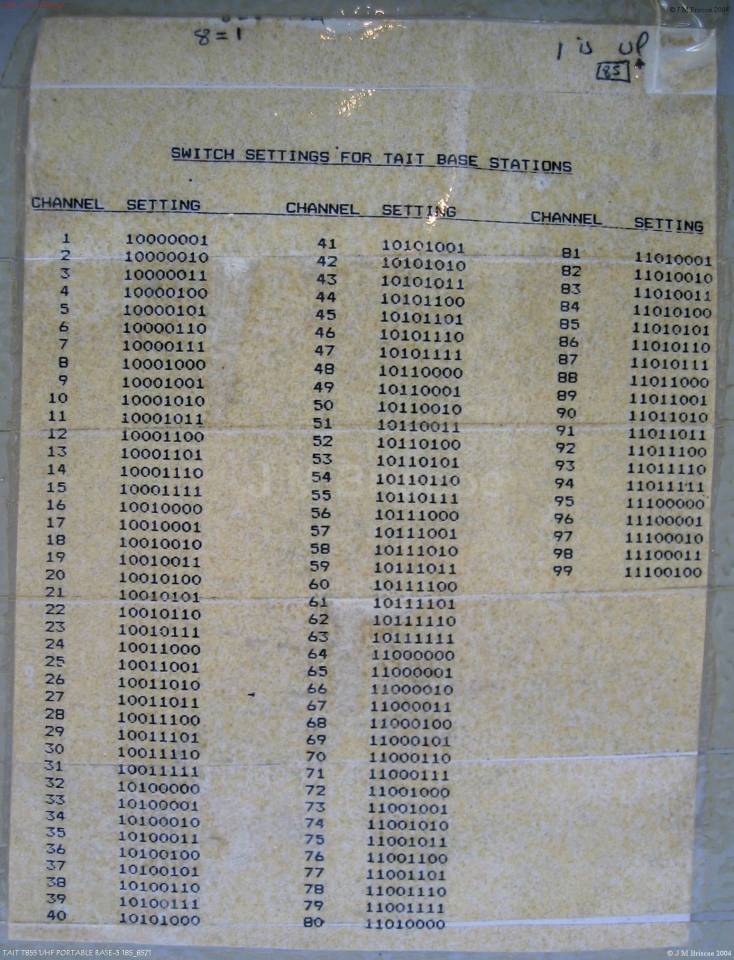 8=1
1 is up
85
SWITCH SETTINGS FOR TAIT BASE STATIONS
CHANNEL SETTING CHANNEL SETTING CHANNEL SETTING
1 10000001 41 10101001 81 11010001
2 10000010 42 10101010 82 11010010
3 10000011 43 10101011 83 11010011
4 10000100 44 10101100 84 11010100
5 10000101 45 10101101 85 11010101
6 10000110 46 10101110 86 11010110
7 10000111 47 10101111 87 11010111
8 10001000 48 10110000 88 11011000
9 10001001 49 10110001 89 11011001
10 10001010 50 10110010 90 11011010
11 10001011 51 10110011 91 11011011
12 10001100 52 10110100 92 11011100
13 10001101 53 10110101 93 11011110
14 10001110 54 10110110 94 11011111
15 10001111 55 10110111 95 11100000
16 10010000 56 10111000 96 11100001
17 10010001 57 10111001 97 11100010
18 10010010 58 10111010 98 11100011
19 10010011 59 10111011 99 11100100
20 10010100 60 10111100
21 10010101 61 10111101
22 10010110 62 10111110
23 10010111 63 10111111
24 10011000 64 11000000
25 10011001 65 11000001
26 10011010 66 11000010
27 10011011 67 11000011
28 10011100 68 11000100
29 10011101 69 11000101
30 10011110 70 11000110
31 10011111 71 11000111
32 10100000 72 11001000
33 10100001 73 11001001
34 10100010 74 11001010
35 10100011 75 11001011
36 10100100 76 11001100
37 10100101 77 11001101
38 10100110 78 11001110
39 10100111 79 11001111
40 10101000 80 11010000
TAIT T855 UHF PORTABLE BASE-3 185_8571
© J M Briscoe 2004